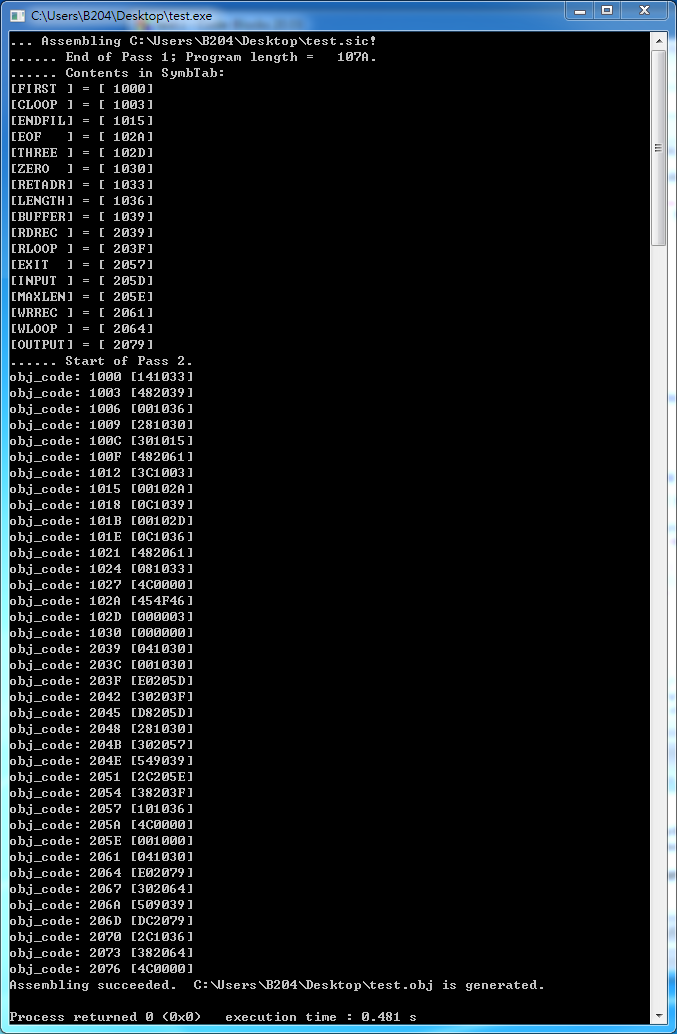 C:\Users\B204\Desktop\test.exe
... Assembling C:\Users\B204\Desktop\test.sic!
...... End of Pass 1; Program length =   107A.
...... Contents in SymbTab:
[FIRST ] = [ 1000]
[CLOOP ] = [ 1003]
[ENDFIL] = [ 1015]
[EOF   ] = [ 102A]
[THREE ] = [ 102D]
[ZERO  ] = [ 1030]
[RETADR] = [ 1033]
[LENGTH] = [ 1036]
[BUFFER] = [ 1039]
[RDREC ] = [ 2039]
[RLOOP ] = [ 203F]
[EXIT  ] = [ 2057]
[INPUT ] = [ 205D]
[MAXLEN] = [ 205E]
[WRREC ] = [ 2061]
[WLOOP ] = [ 2064]
[OUTPUT] = [ 2079]
...... Start of Pass 2.
obj_code: 1000 [141033]
obj_code: 1003 [482039]
obj_code: 1006 [001036]
obj_code: 1009 [281030]
obj_code: 100C [301015]
obj_code: 100F [482061]
obj_code: 1012 [3C1003]
obj_code: 1015 [00102A]
obj_code: 1018 [0C1039]
obj_code: 101B [00102D]
obj_code: 101E [0C1036]
obj_code: 1021 [482061]
obj_code: 1024 [081033]
obj_code: 1027 [4C0000]
obj_code: 102A [454F46]
obj_code: 102D [000003]
obj_code: 1030 [000000]
obj_code: 2039 [041030]
obj_code: 203C [001030]
obj_code: 203F [E0205D]
obj_code: 2042 [30203F]
obj_code: 2045 [D8205D]
obj_code: 2048 [281030]
obj_code: 204B [302057]
obj_code: 204E [549039]
obj_code: 2051 [2C205E]
obj_code: 2054 [38203F]
obj_code: 2057 [101036]
obj_code: 205A [4C0000]
obj_code: 205E [001000]
obj_code: 2061 [041030]
obj_code: 2064 [E02079]
obj_code: 2067 [302064]
obj_code: 206A [509039]
obj_code: 206D [DC2079]
obj_code: 2070 [2C1036]
obj_code: 2073 [382064]
obj_code: 2076 [4C0000]
Assembling succeeded.  C:\Users\B204\Desktop\test.obj is generated.
Process returned 0 (0x0)   execution time : 0.481 s